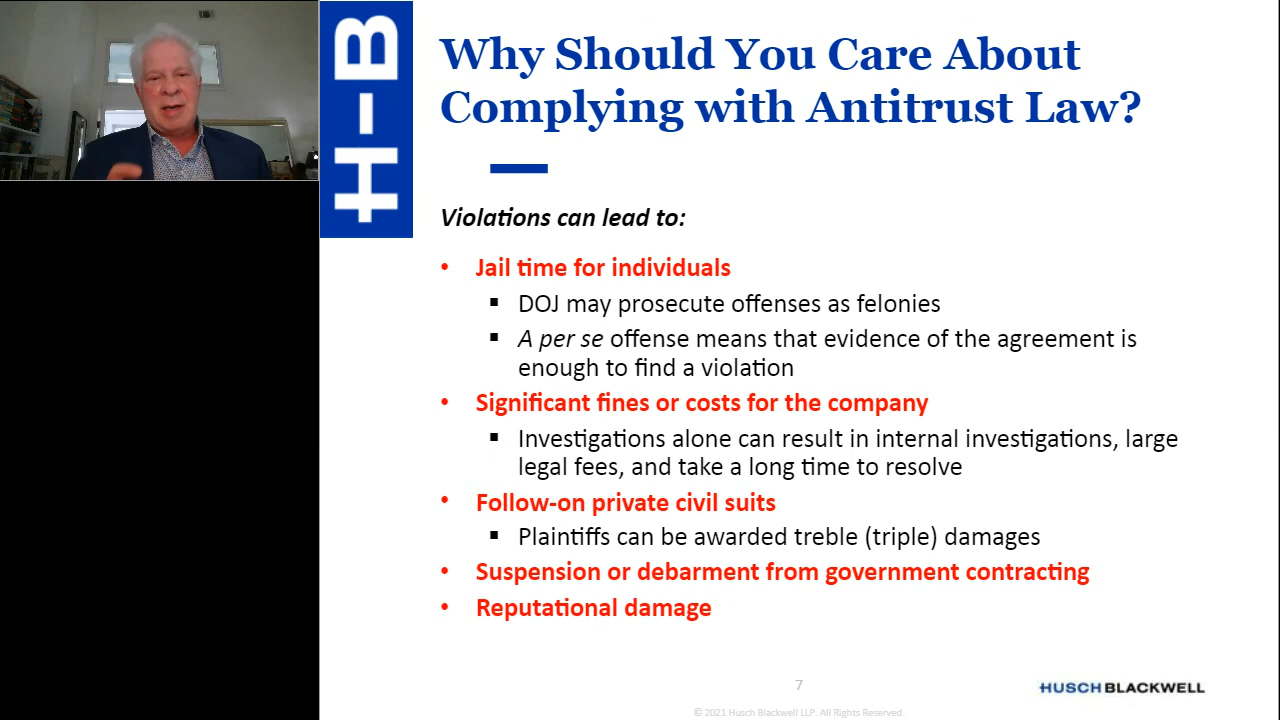 H-B
Why Should You Care About
Complying with Antitrust Law?
Violations can lead to:
• Jail time for individuals
▪ DOJ may prosecute offenses as felonies
▪ A per se offense means that evidence of the agreement is
enough to find a violation
• Significant fines or costs for the company
▪ Investigations alone can result in internal investigations, large
legal fees, and take a long time to resolve
• Follow-on private civil suits
▪ Plaintiffs can be awarded treble (triple) damages
• Suspension or debarment from government contracting
• Reputational damage
7
HUSCH BLACKWELL
© 2021 Husch Blackwell LLP. All Rights Reserved.